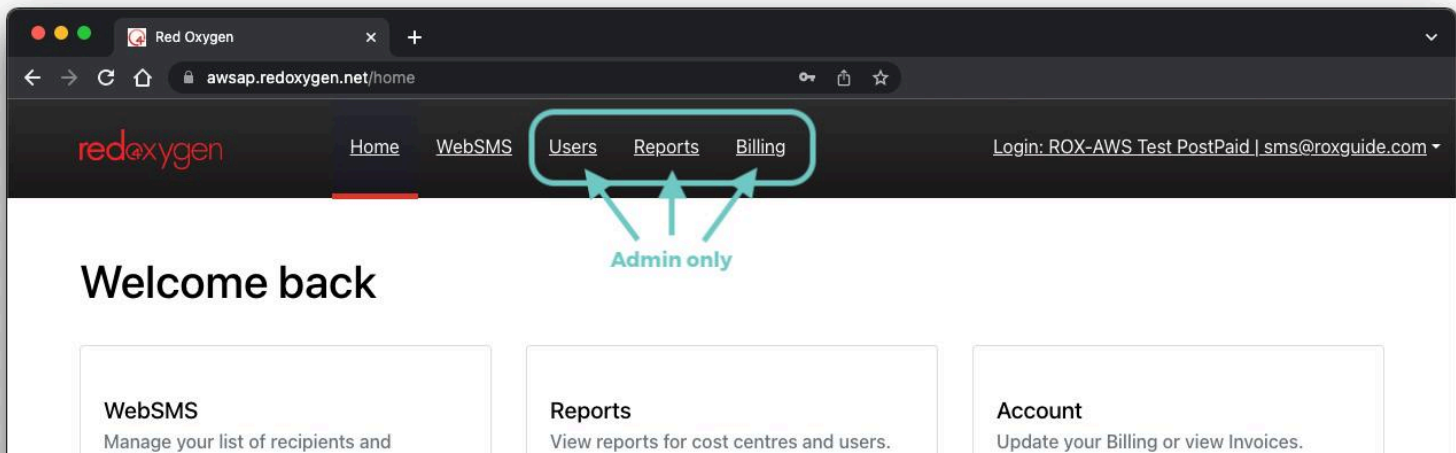 Red Oxygen
awsap.redoxygen.net/home
redoxygen Home WebSMS Users Reports Billing Login: ROX-AWS Test PostPaid | sms@roxguide.com
Admin only
Welcome back
WebSMS
Manage your list of recipients and
Reports
View reports for cost centres and users.
Account
Update your Billing or view Invoices.